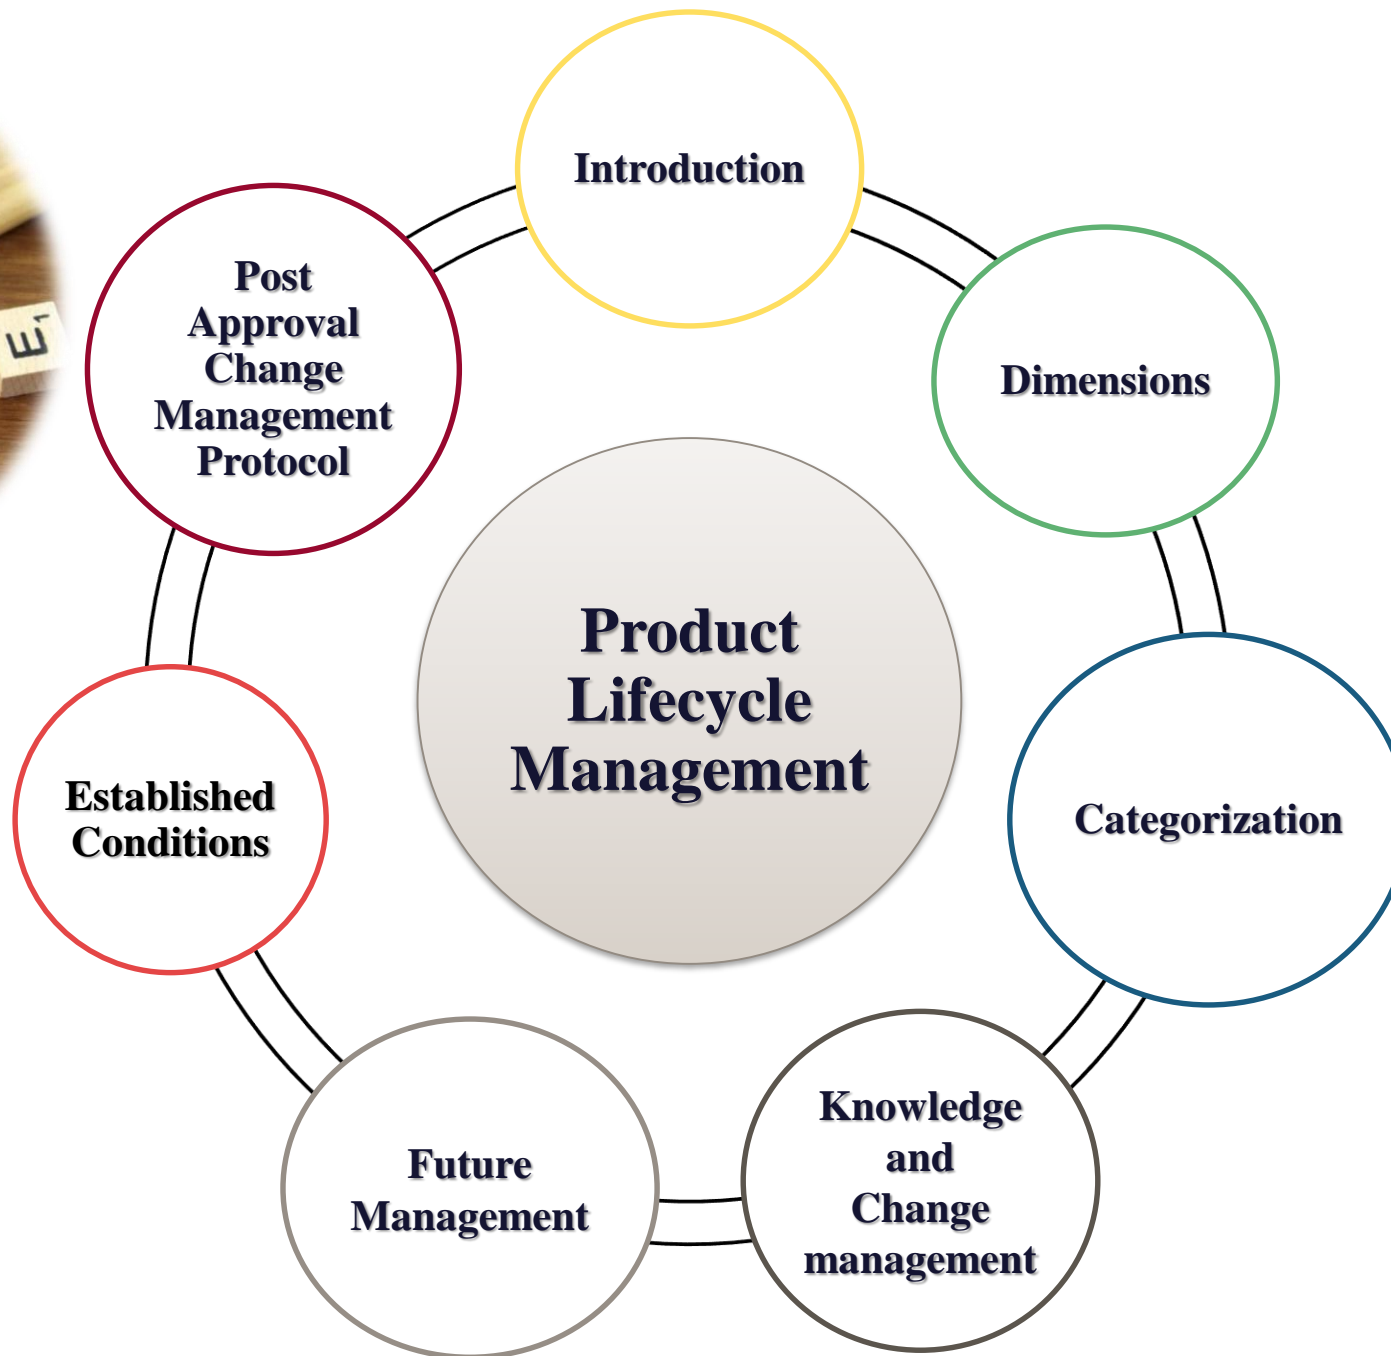 Introduction
Dimensions
Categorization
Knowledge
and
Change
management
Future
Management
Established
Conditions
Post
Approval
Change
Management
Protocol
Product
Lifecycle
Management
E1